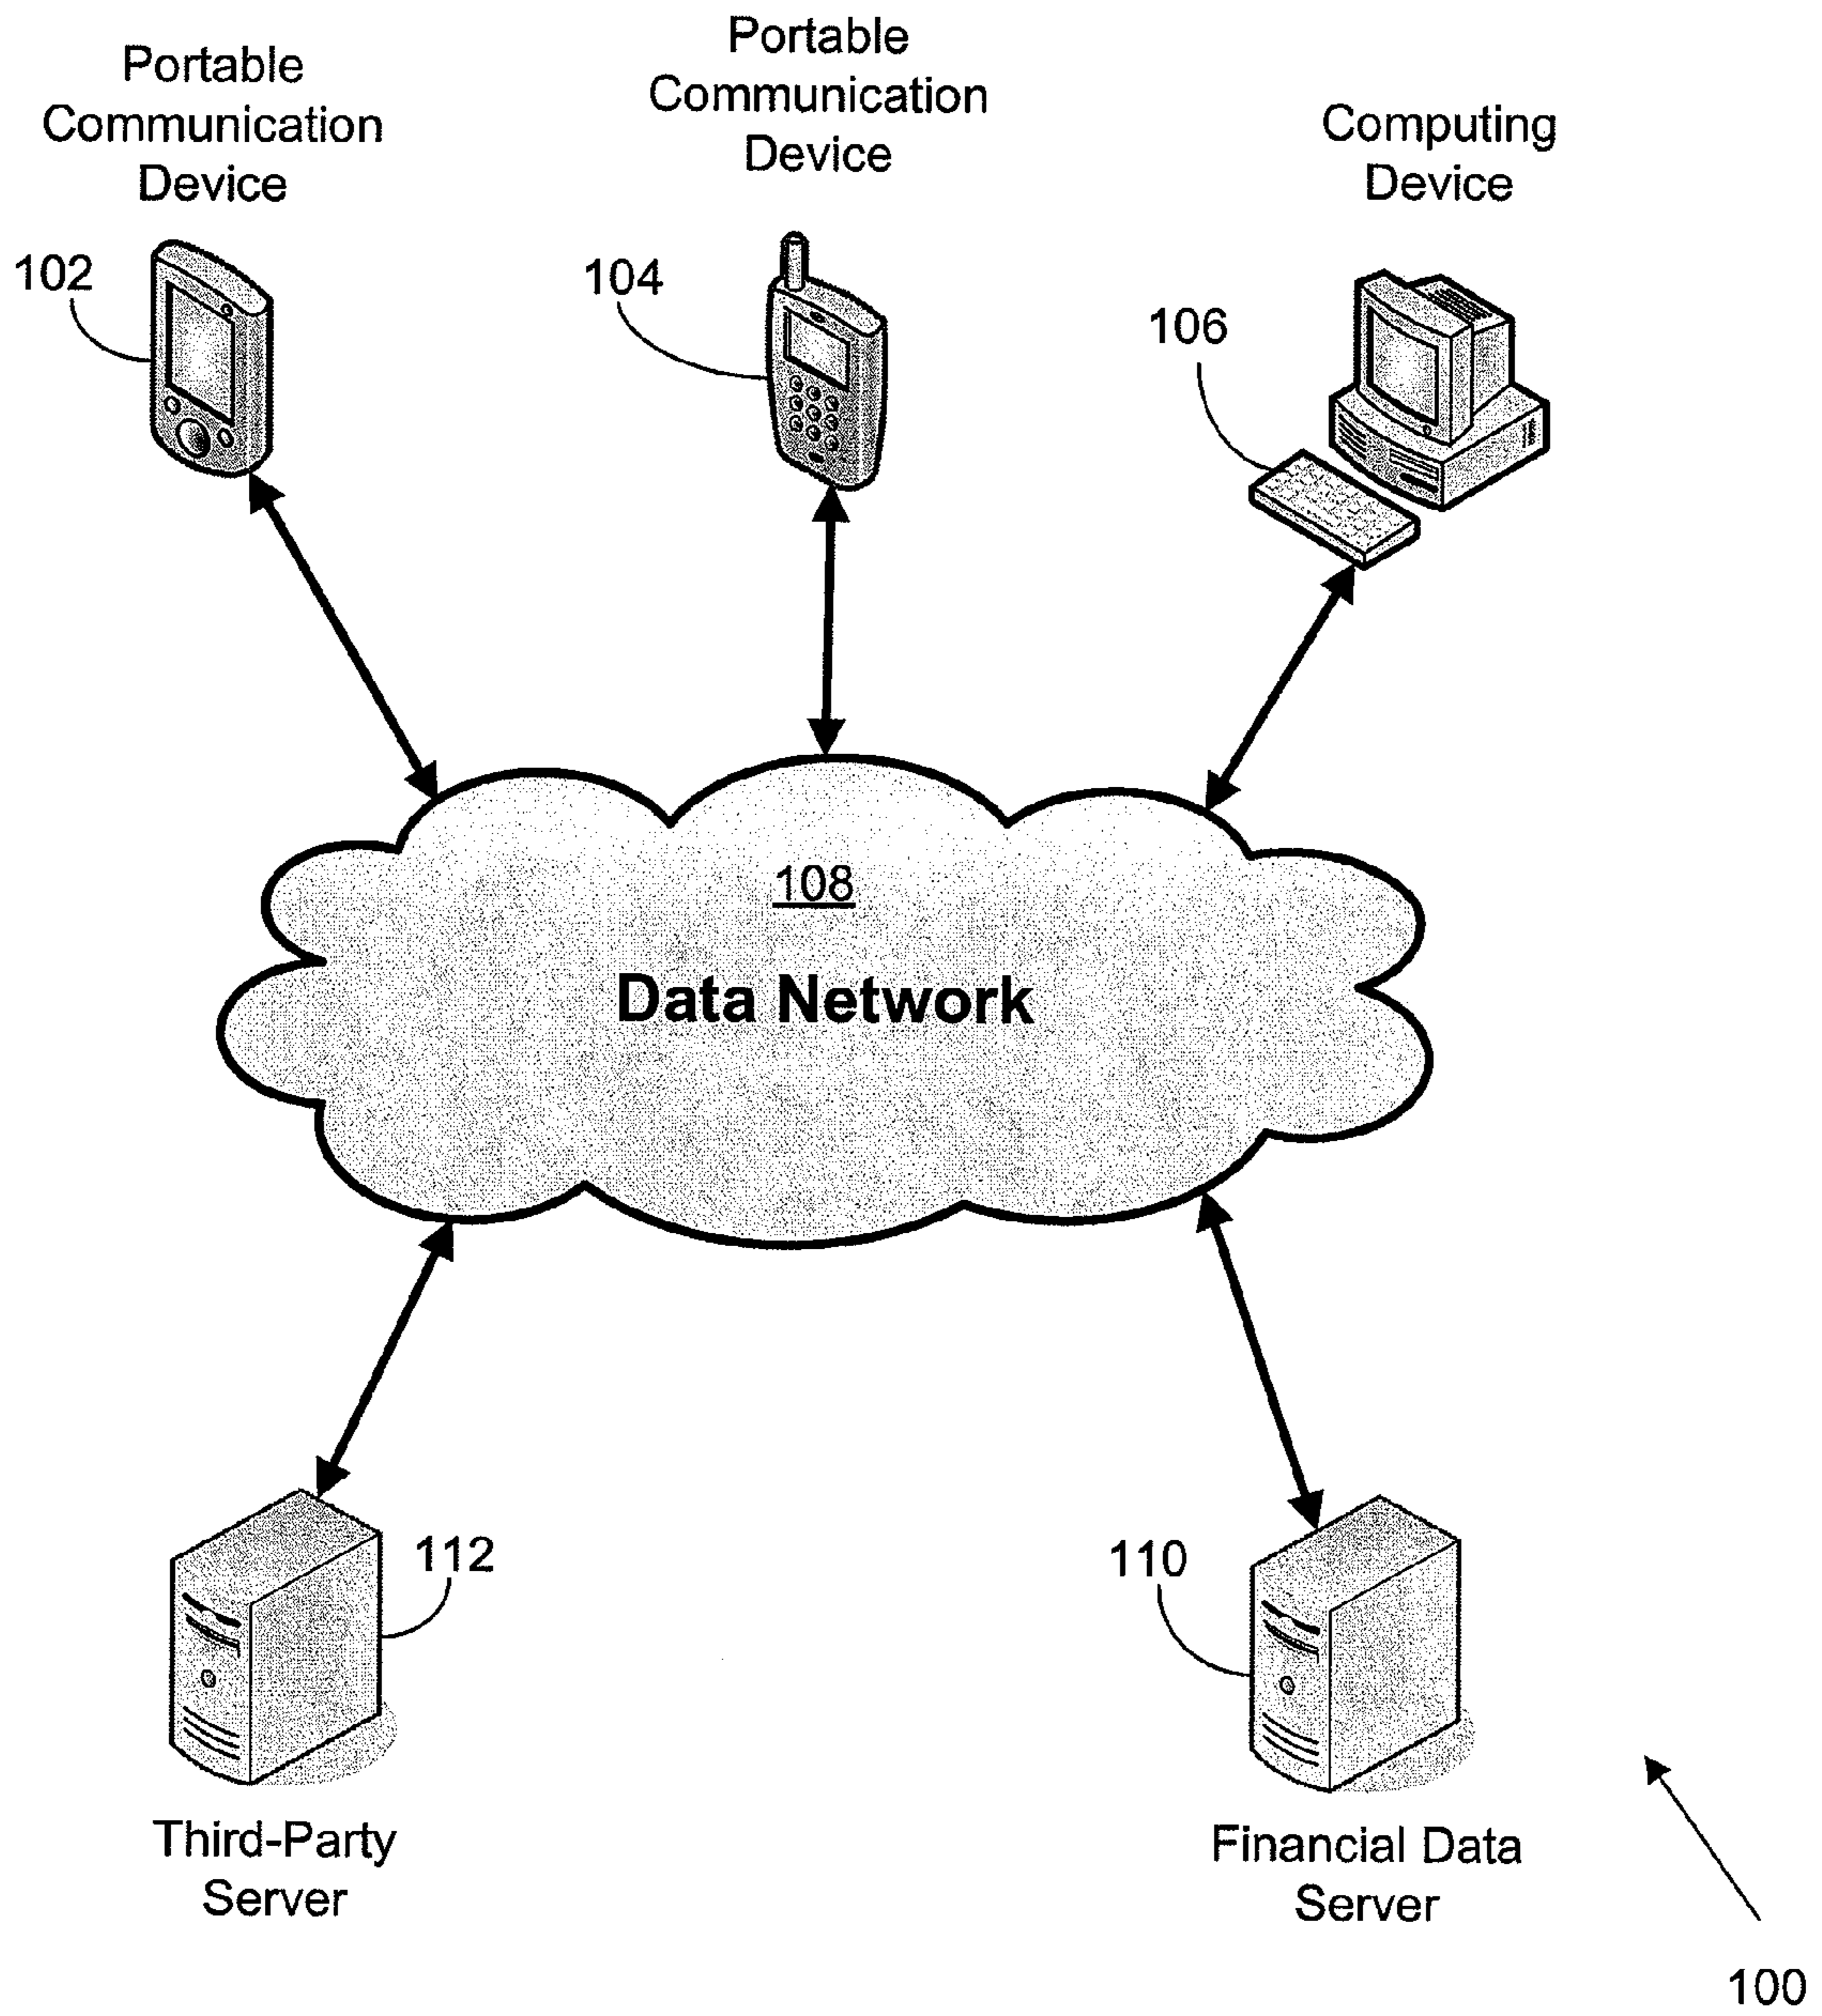 Portable
Communication
Device
Portable
Communication
Device
Computing
Device
102
104
106
108
Data Network
112
110
Third-Party
Server
Financial Data
Server
100